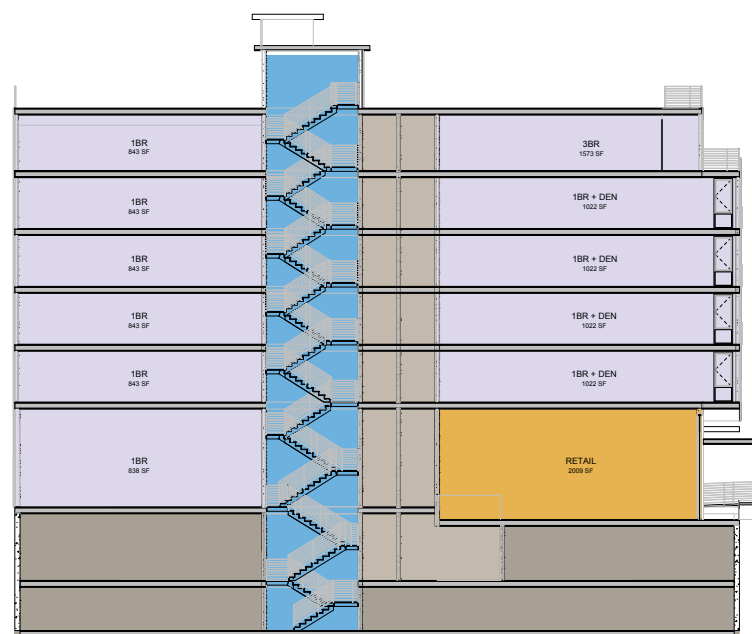 1BR
843 SF
3BR
1573 SF
1BR
843 SF
1BR + DEN
1022 SF
1BR
843 SF
1BR + DEN
1022 SF
1BR
843 SF
1BR + DEN
1022 SF
1BR
843 SF
1BR + DEN
1022 SF
1BR
838 SF
RETAIL
2009 SF